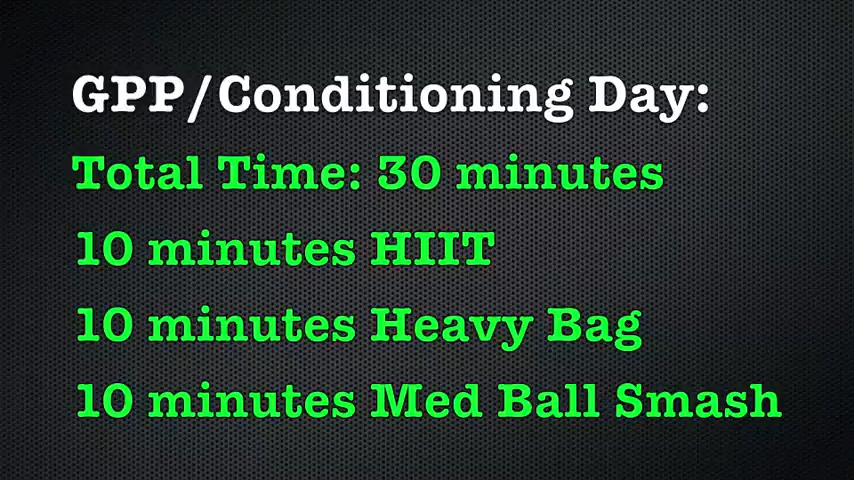 GPP/Conditioning Day:
Total Time: 30 minutes
10 minutes HIIT
10 minutes Heavy Bag
10 minutes Med Ball Smash